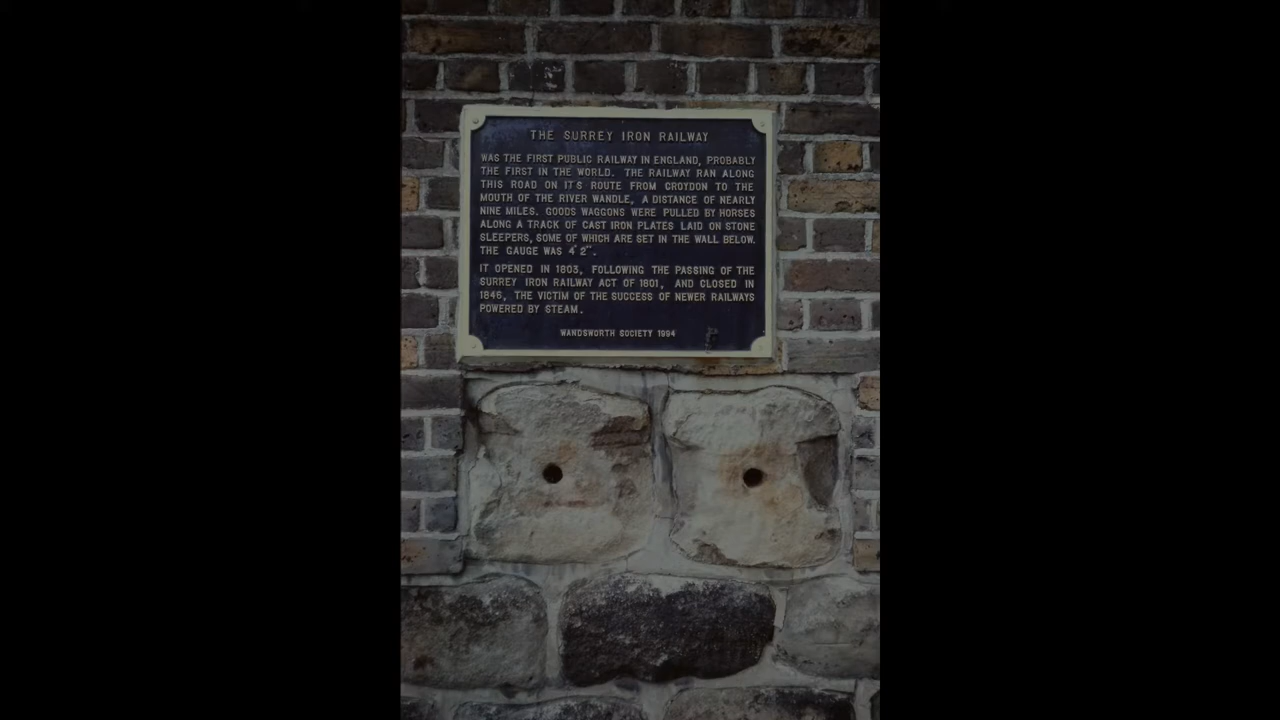 THE SURREY IRON RAILWAY
WAS THE FIRST PUBLIC RAILWAY IN ENGLAND, PROBABLY
THE FIRST IN THE WORLD. THE RAILWAY RAN ALONG
THIS ROAD ON IT'S ROUTE FROM CROYDON TO THE
MOUTH OF THE RIVER WANDLE, A DISTANCE OF NEARLY
NINE MILES. GOODS WAGGONS WERE PULLED BY HORSES
ALONG A TRACK OF CAST IRON PLATES LAID ON STONE
SLEEPERS, SOME OF WHICH ARE SET IN THE WALL BELOW.
THE GAUGE WAS 4' 2".
IT OPENED IN 1803, FOLLOWING THE PASSING OF THE
SURREY IRON RAILWAY ACT OF 1801, AND CLOSED IN
1846, THE VICTIM OF THE SUCCESS OF NEWER RAILWAYS
POWERED BY STEAM.
WANDSWORTH SOCIETY 1994